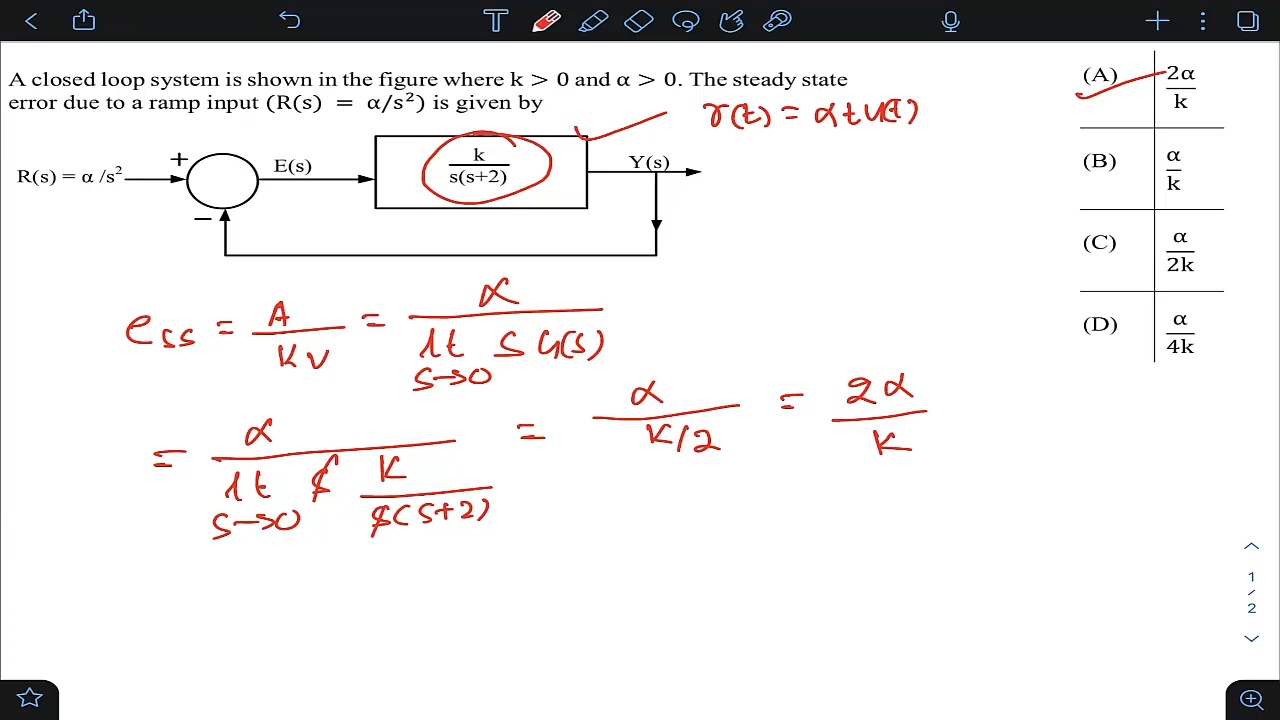 A closed loop system is shown in the figure where k > 0 and α > 0. The steady state
error due to a ramp input (R(s) = α/s²) is given by
r(t) = αt u(t)
R(s) = α /s²
+
−
E(s)
k
s(s+2)
Y(s)
(A) 2α
k
(B) α
k
(C) α
2k
(D) α
4k
ess = A = α
Kv lt s G(s)
s→0
= α = α = 2α
lt s K K/2 K
s→0 s(s+2)
T
1
/
2